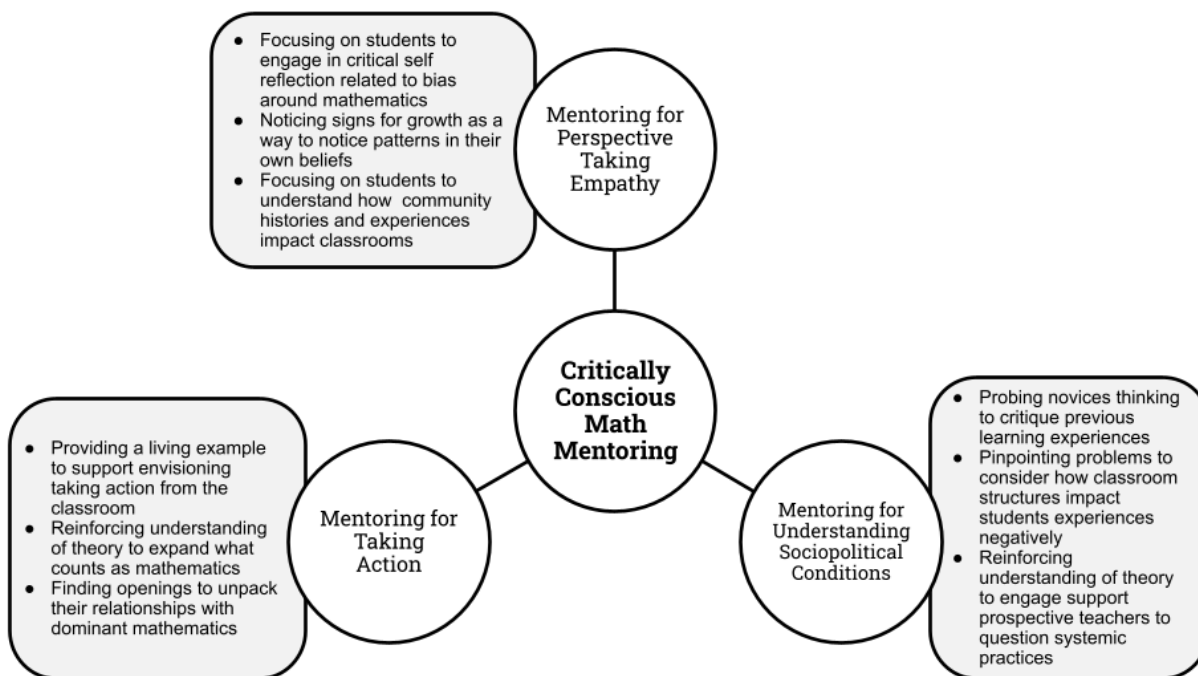 ● Focusing on students to
engage in critical self
reflection related to bias
around mathematics
● Noticing signs for growth as a
way to notice patterns in their
own beliefs
● Focusing on students to
understand how community
histories and experiences
impact classrooms
Mentoring for
Perspective
Taking
Empathy
Critically
Conscious
Math
Mentoring
● Providing a living example
to support envisioning
taking action from the
classroom
● Reinforcing understanding
of theory to expand what
counts as mathematics
● Finding openings to unpack
their relationships with
dominant mathematics
Mentoring for
Taking
Action
Mentoring for
Understanding
Sociopolitical
Conditions
● Probing novices thinking
to critique previous
learning experiences
● Pinpointing problems to
consider how classroom
structures impact
students experiences
negatively
● Reinforcing
understanding of theory
to engage support
prospective teachers to
question systemic
practices